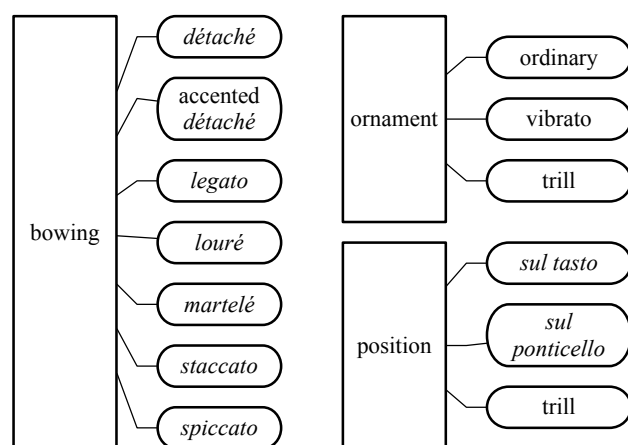 bowing
détaché
accented
détaché
legato
louré
martelé
staccato
spiccato
ornament
ordinary
vibrato
trill
position
sul tasto
sul
ponticello
trill